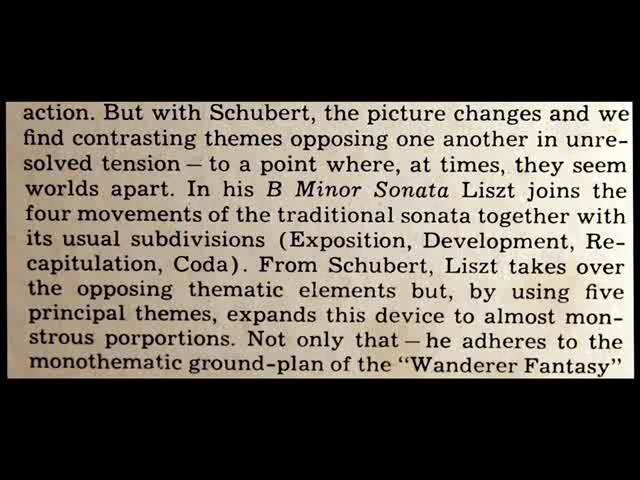 action. But with Schubert, the picture changes and we
find contrasting themes opposing one another in unre-
solved tension — to a point where, at times, they seem
worlds apart. In his B Minor Sonata Liszt joins the
four movements of the traditional sonata together with
its usual subdivisions (Exposition, Development, Re-
capitulation, Coda). From Schubert, Liszt takes over
the opposing thematic elements but, by using five
principal themes, expands this device to almost mon-
strous porportions. Not only that — he adheres to the
monothematic ground-plan of the “Wanderer Fantasy”